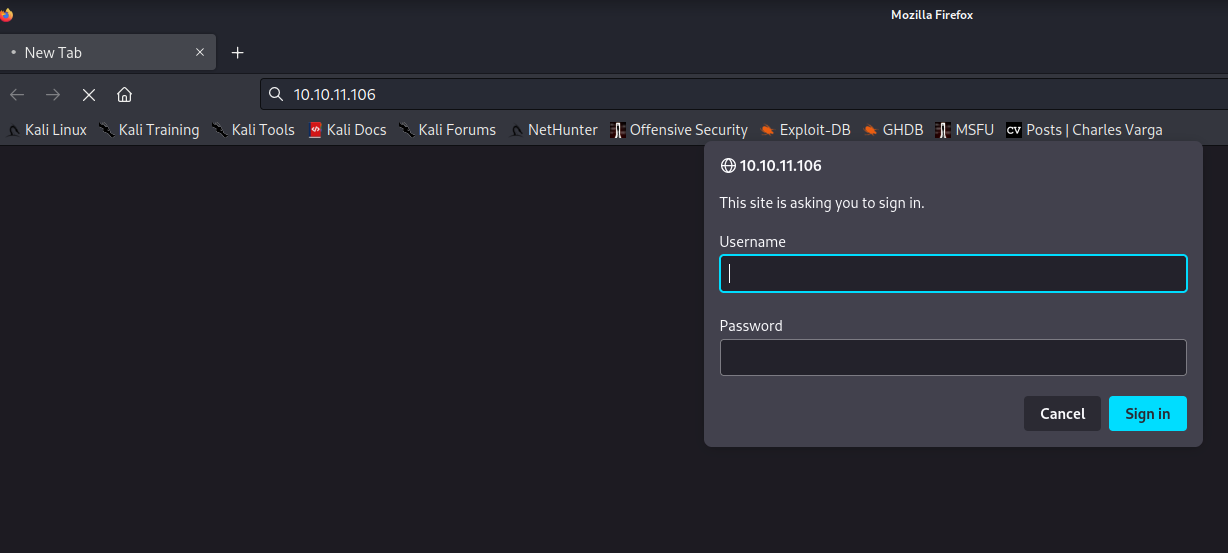 Mozilla Firefox
New Tab
10.10.11.106
Kali Linux Kali Training Kali Tools Kali Docs Kali Forums NetHunter Offensive Security Exploit-DB GHDB MSFU CV Posts | Charles Varga
10.10.11.106
This site is asking you to sign in.
Username
Password
Cancel Sign in